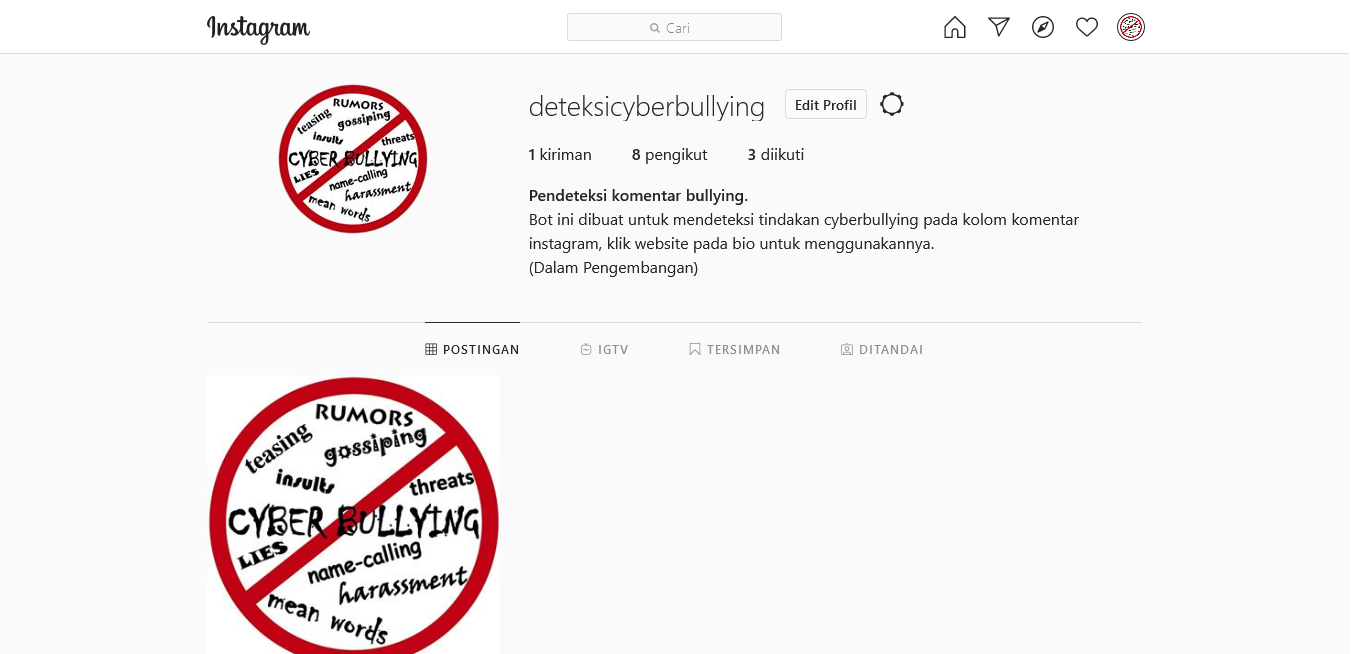 Instagram
Cari
deteksicyberbullying Edit Profil
1 kiriman 8 pengikut 3 diikuti
Pendeteksi komentar bullying.
Bot ini dibuat untuk mendeteksi tindakan cyberbullying pada kolom komentar
instagram, klik website pada bio untuk menggunakannya.
(Dalam Pengembangan)
RUMORS
teasing
gossiping
insults
threats
CYBER BULLYING
LIES
name-calling
harassment
mean words
POSTINGAN IGTV TERSIMPAN DITANDAI
RUMORS
teasing
gossiping
insults
threats
CYBER BULLYING
LIES
name-calling
harassment
mean words